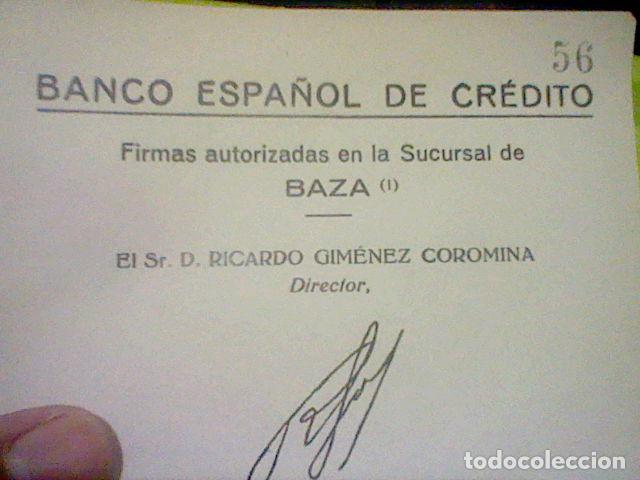 56
BANCO ESPAÑOL DE CRÉDITO
Firmas autorizadas en la Sucursal de
BAZA (1)
El Sr. D. RICARDO GIMÉNEZ COROMINA
Director,
todocoleccion.net